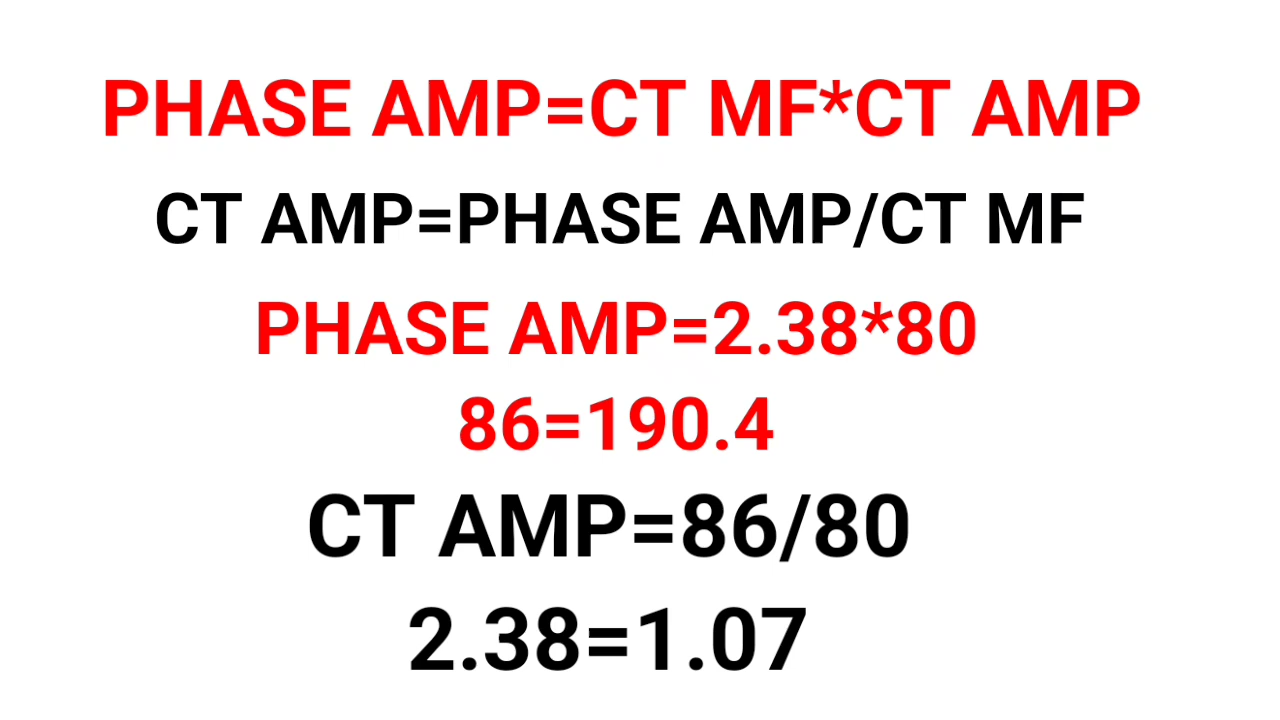 PHASE AMP=CT MF*CT AMP
CT AMP=PHASE AMP/CT MF
PHASE AMP=2.38*80
86=190.4
CT AMP=86/80
2.38=1.07